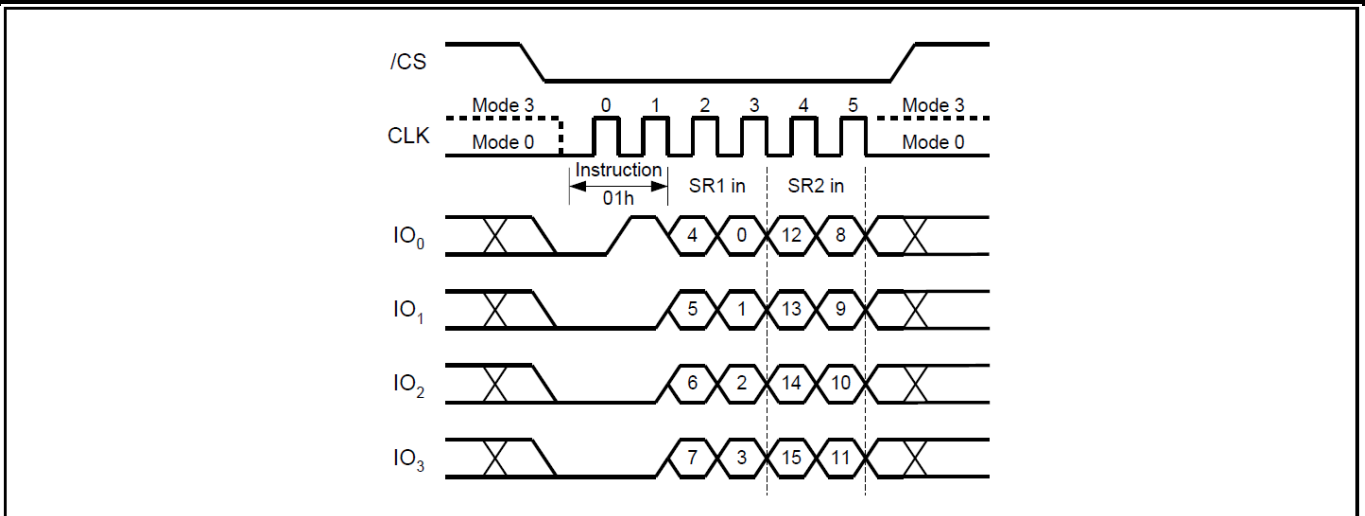 /CS
Mode 3 0 1 2 3 4 5 Mode 3
CLK
Mode 0 Mode 0
Instruction
SR1 in SR2 in
01h
IO0 4 0 12 8
IO1 5 1 13 9
IO2 6 2 14 10
IO3 7 3 15 11